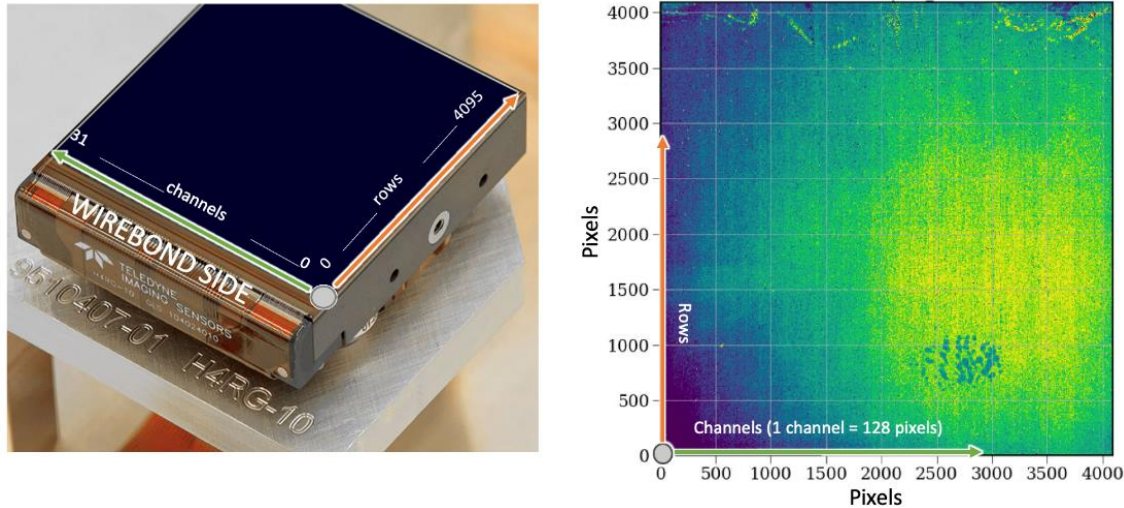 31
channels
0
0
rows
4095
WIREBOND SIDE
TELEDYNE
IMAGING SENSORS
9510407-01 H4RG-10
4000
3500
3000
2500
2000
1500
1000
500
0
Pixels
Rows
Channels (1 channel = 128 pixels)
0 500 1000 1500 2000 2500 3000 3500 4000
Pixels